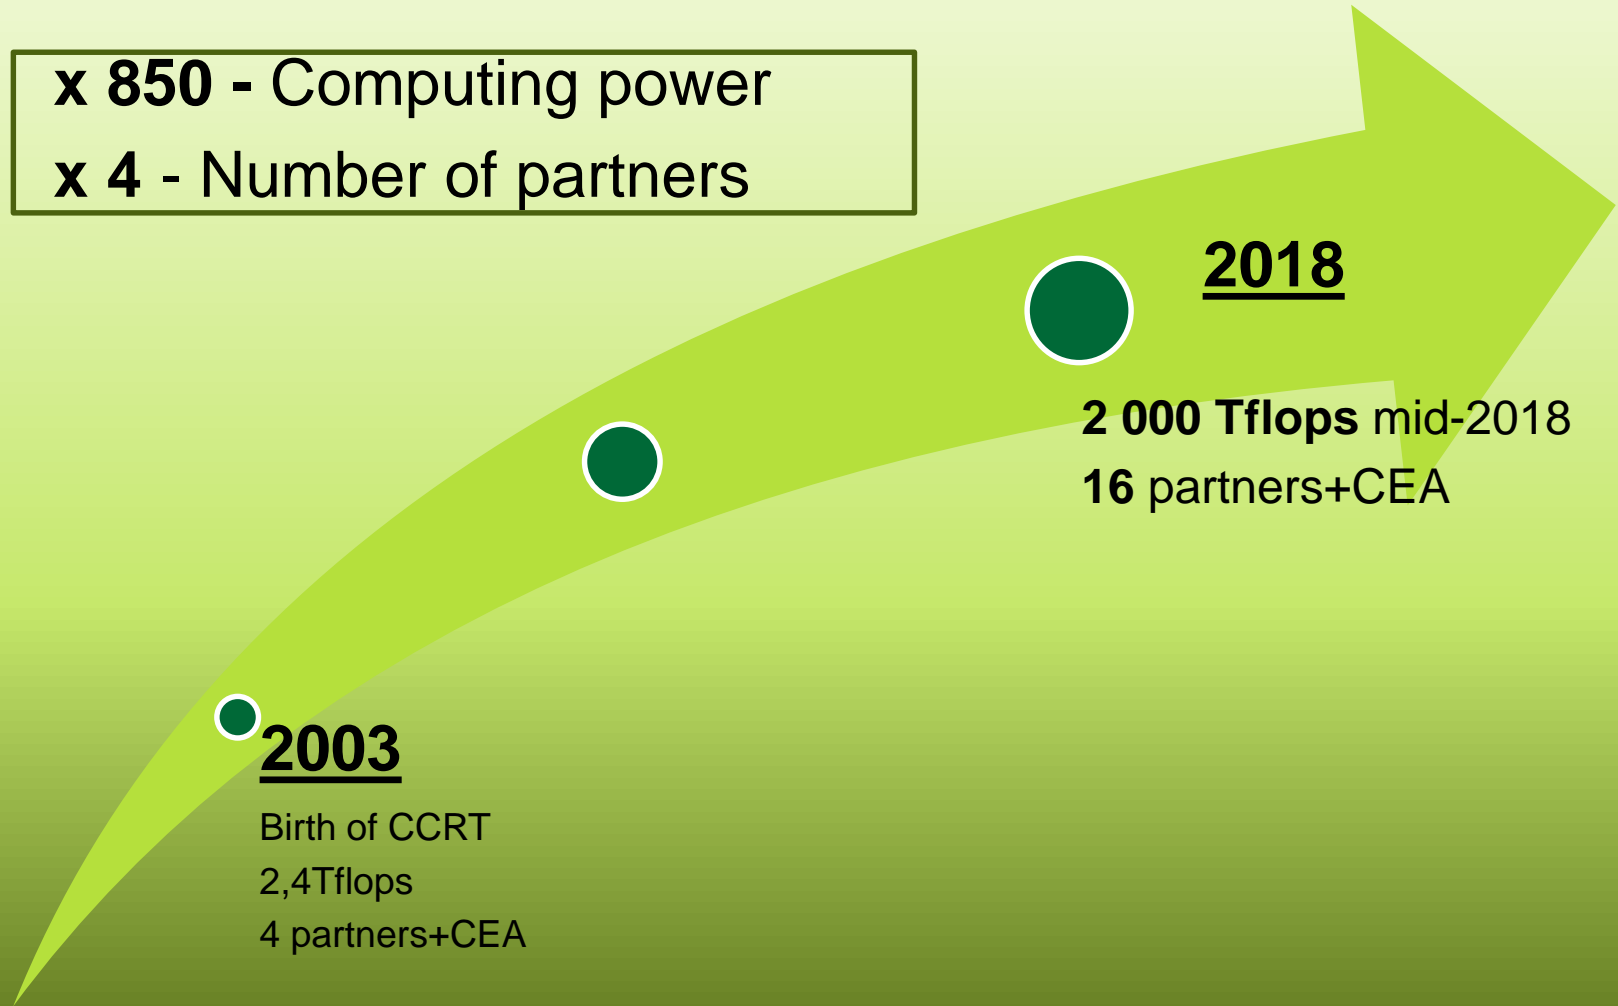 x 850 - Computing power
x 4 - Number of partners
2018
2 000 Tflops mid-2018
16 partners+CEA
2003
Birth of CCRT
2,4Tflops
4 partners+CEA